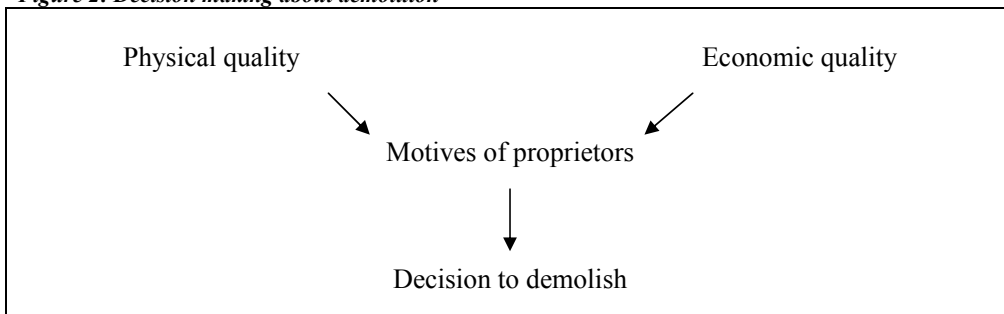 Figure 2: Decision making about demolition
Physical quality
Economic quality
Motives of proprietors
Decision to demolish